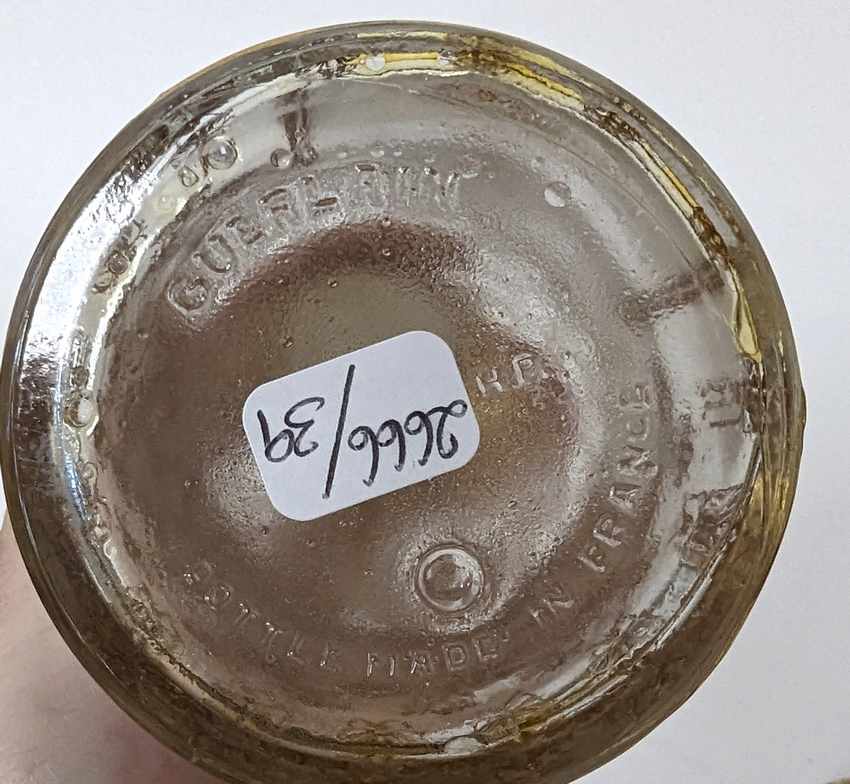 GUERLAIN
H.P.
2666/39
BOTTLE MADE IN FRANCE